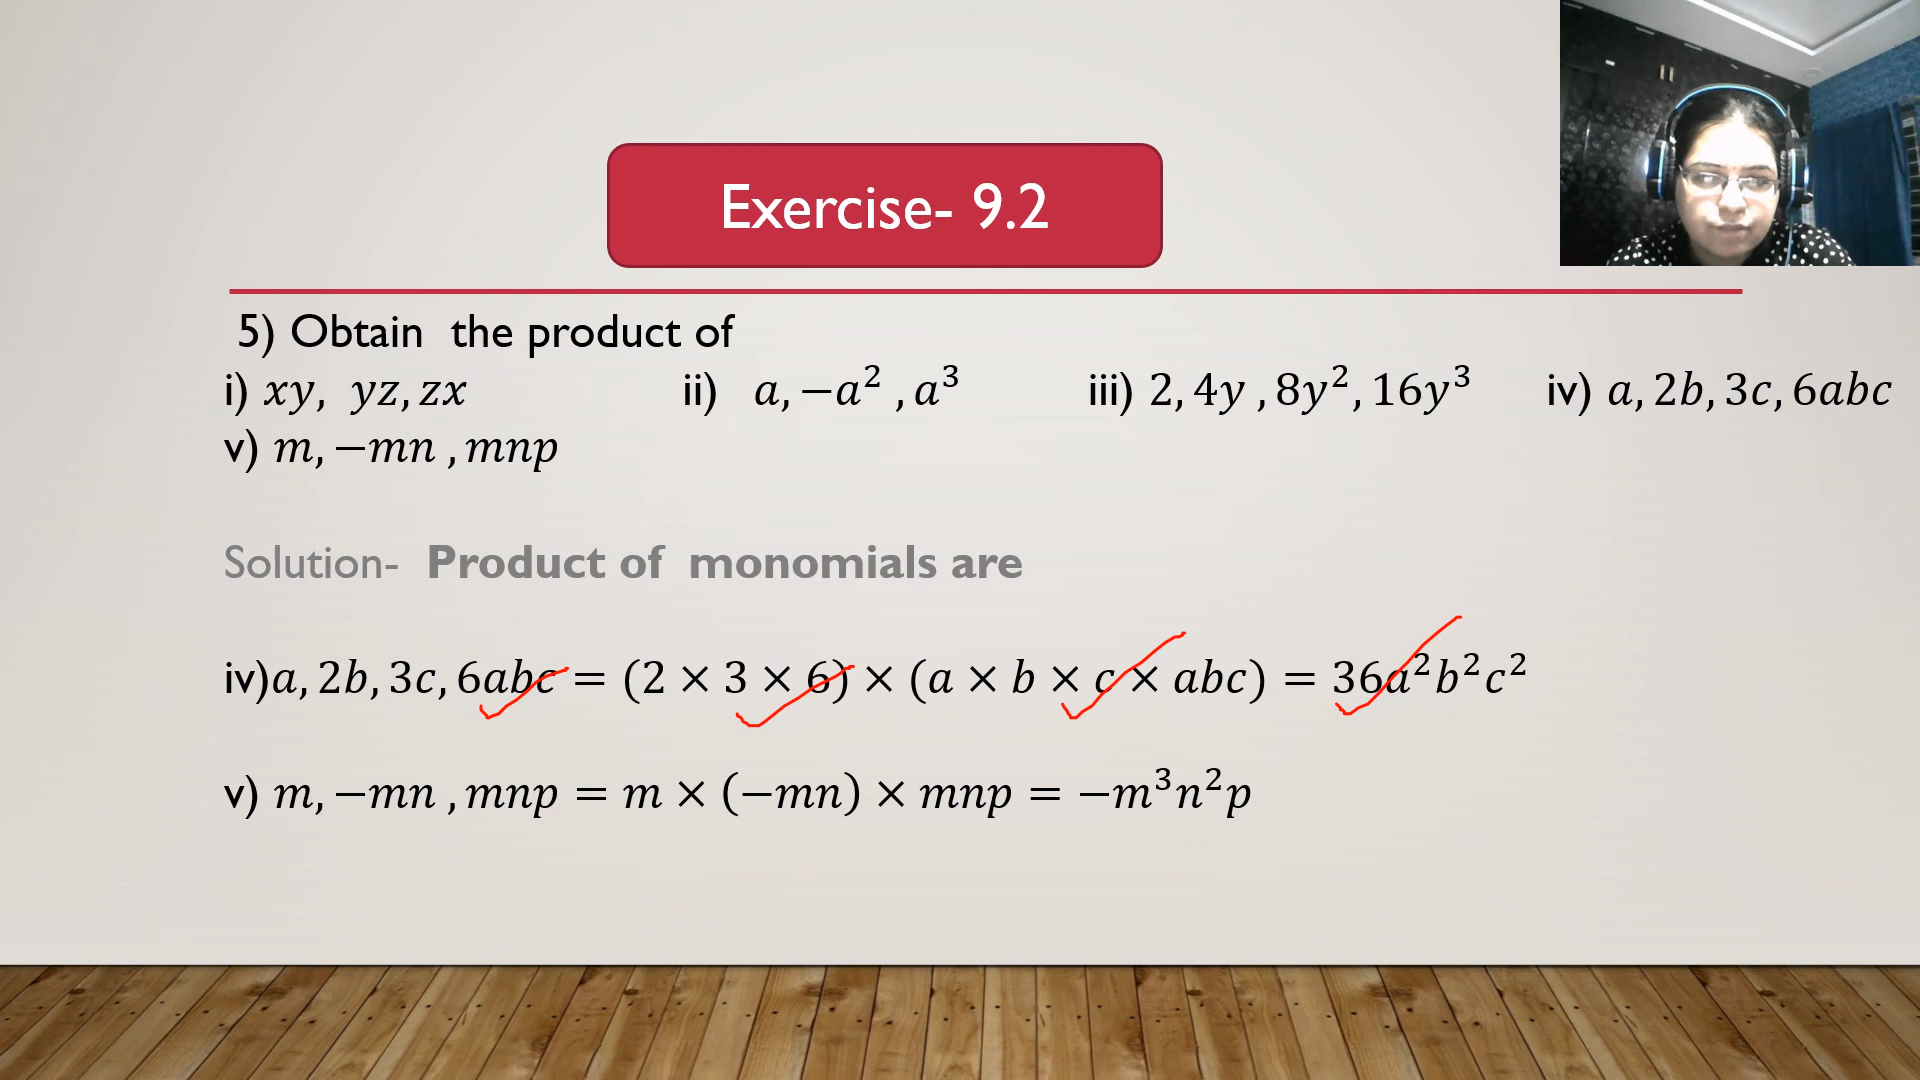 Exercise- 9.2
5) Obtain the product of
i) xy, yz, zx ii) a, −a² , a³ iii) 2, 4y , 8y², 16y³ iv) a, 2b, 3c, 6abc
v) m, −mn , mnp
Solution- Product of monomials are
iv)a, 2b, 3c, 6abc = (2 × 3 × 6) × (a × b × c × abc) = 36a²b²c²
v) m, −mn , mnp = m × (−mn) × mnp = −m³n²p